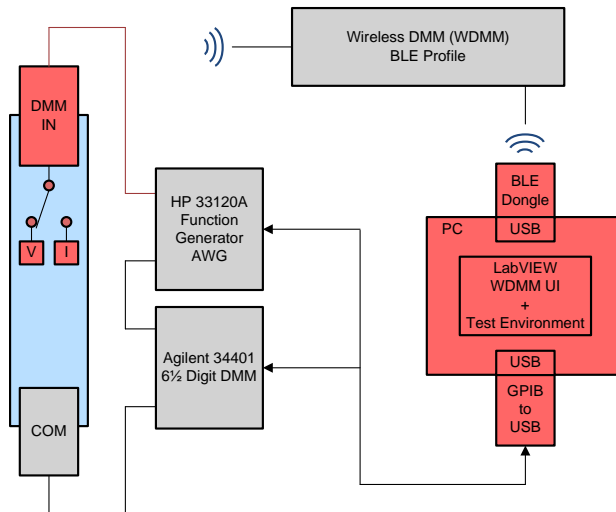 Wireless DMM (WDMM)
BLE Profile
DMM
IN
V
I
HP 33120A
Function
Generator
AWG
Agilent 34401
6½ Digit DMM
COM
BLE
Dongle
USB
PC
LabVIEW
WDMM UI
+
Test Environment
USB
GPIB
to
USB